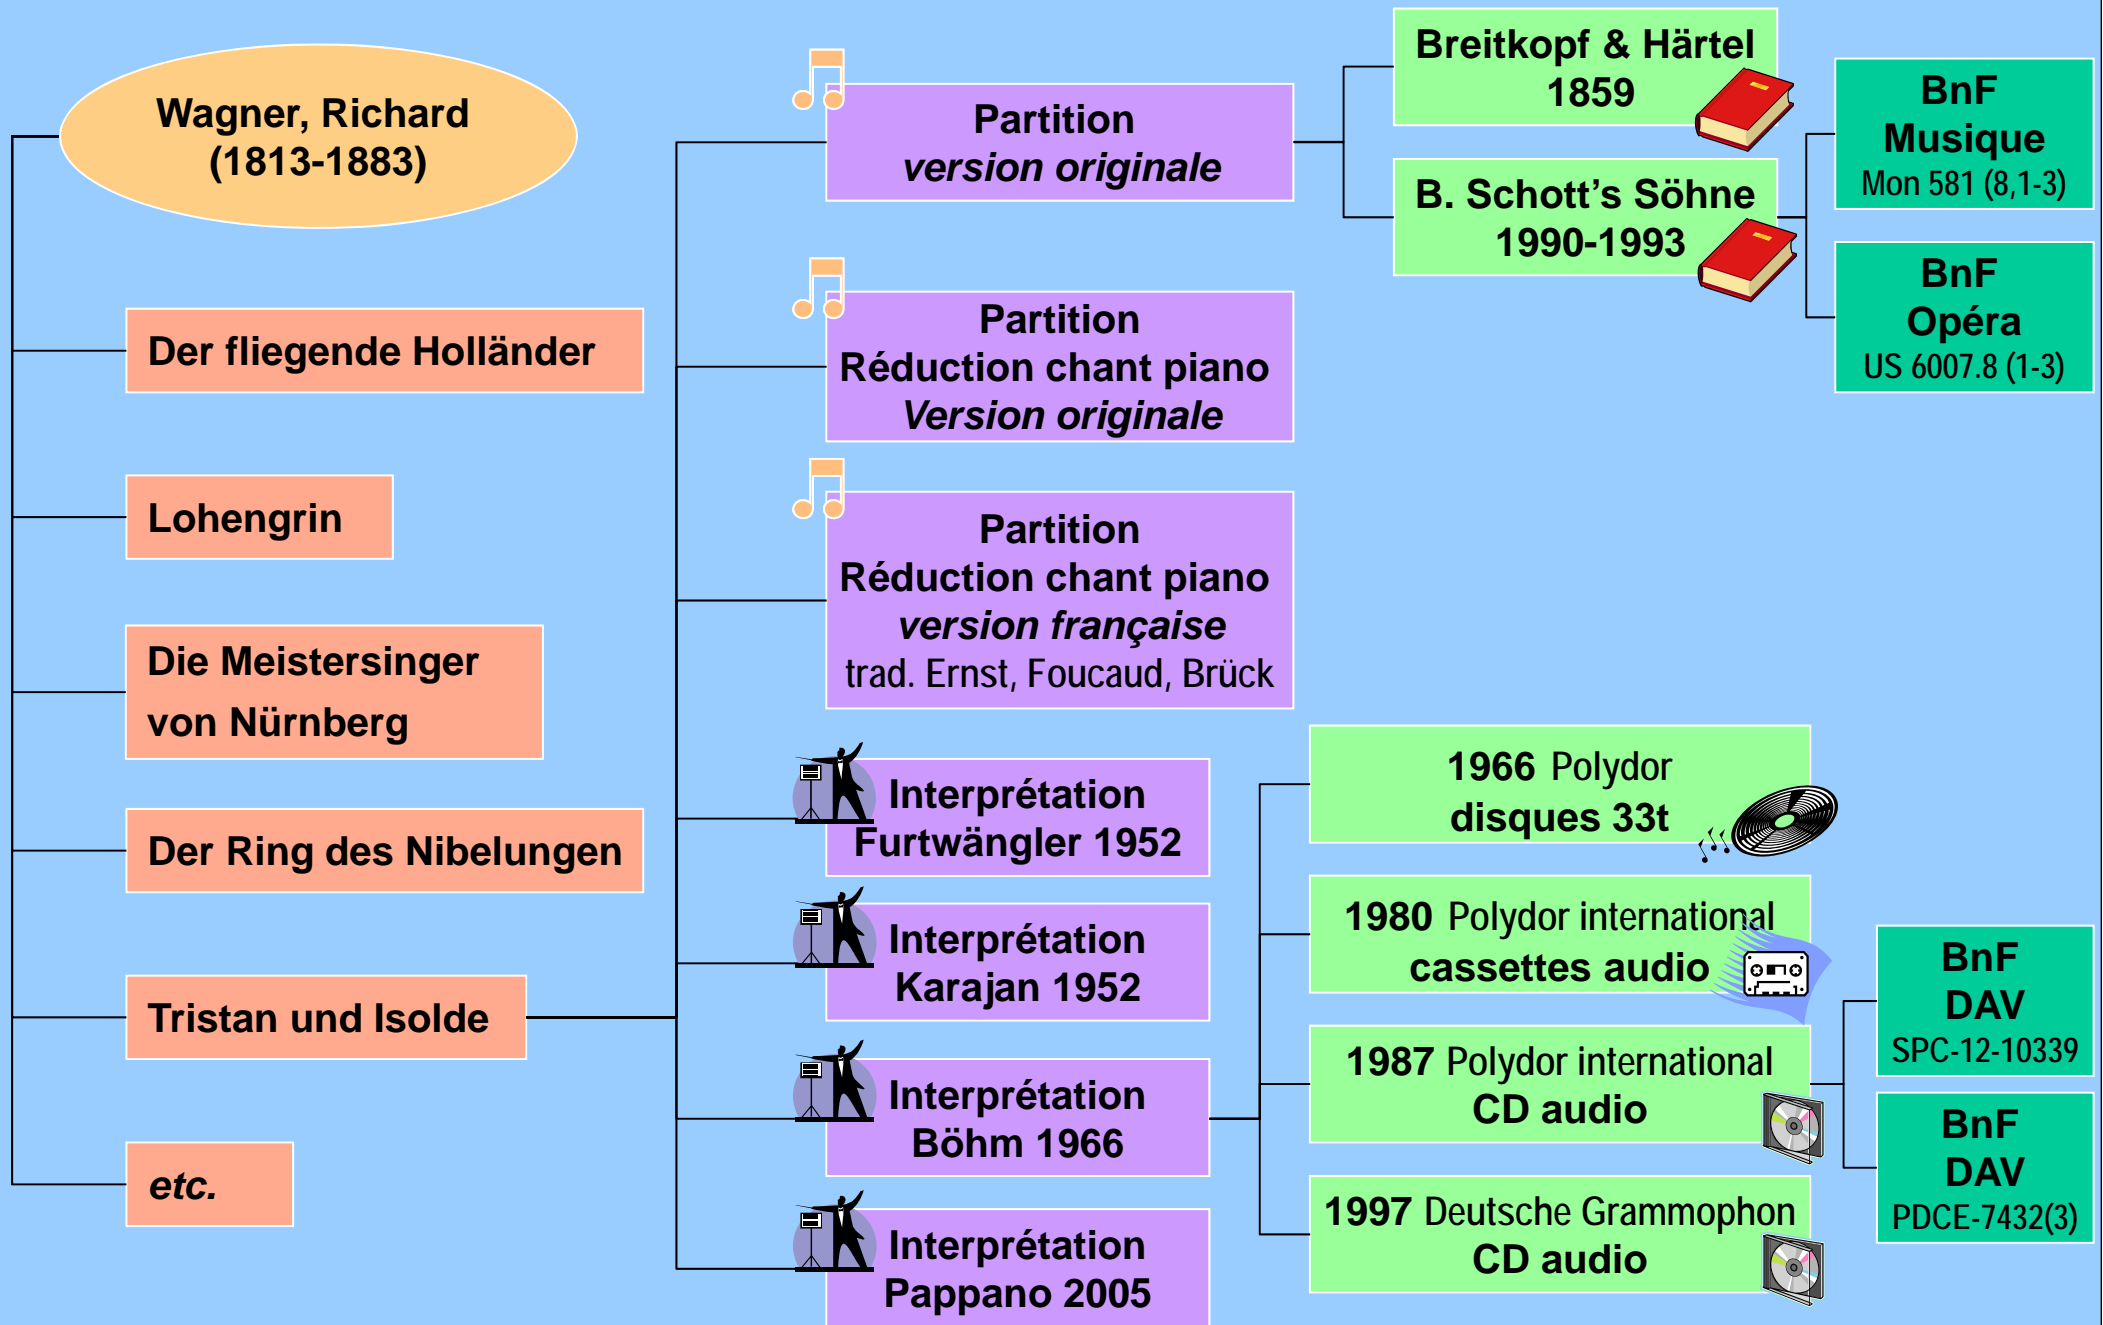 Wagner, Richard
(1813-1883)
Der fliegende Holländer
Lohengrin
Die Meistersinger
von Nürnberg
Der Ring des Nibelungen
Tristan und Isolde
etc.
Partition
version originale
Partition
Réduction chant piano
Version originale
Partition
Réduction chant piano
version française
trad. Ernst, Foucaud, Brück
Interprétation
Furtwängler 1952
Interprétation
Karajan 1952
Interprétation
Böhm 1966
Interprétation
Pappano 2005
Breitkopf & Härtel
1859
B. Schott’s Söhne
1990-1993
1966 Polydor
disques 33t
1980 Polydor international
cassettes audio
1987 Polydor international
CD audio
1997 Deutsche Grammophon
CD audio
BnF
Musique
Mon 581 (8,1-3)
BnF
Opéra
US 6007.8 (1-3)
BnF
DAV
SPC-12-10339
BnF
DAV
PDCE-7432(3)